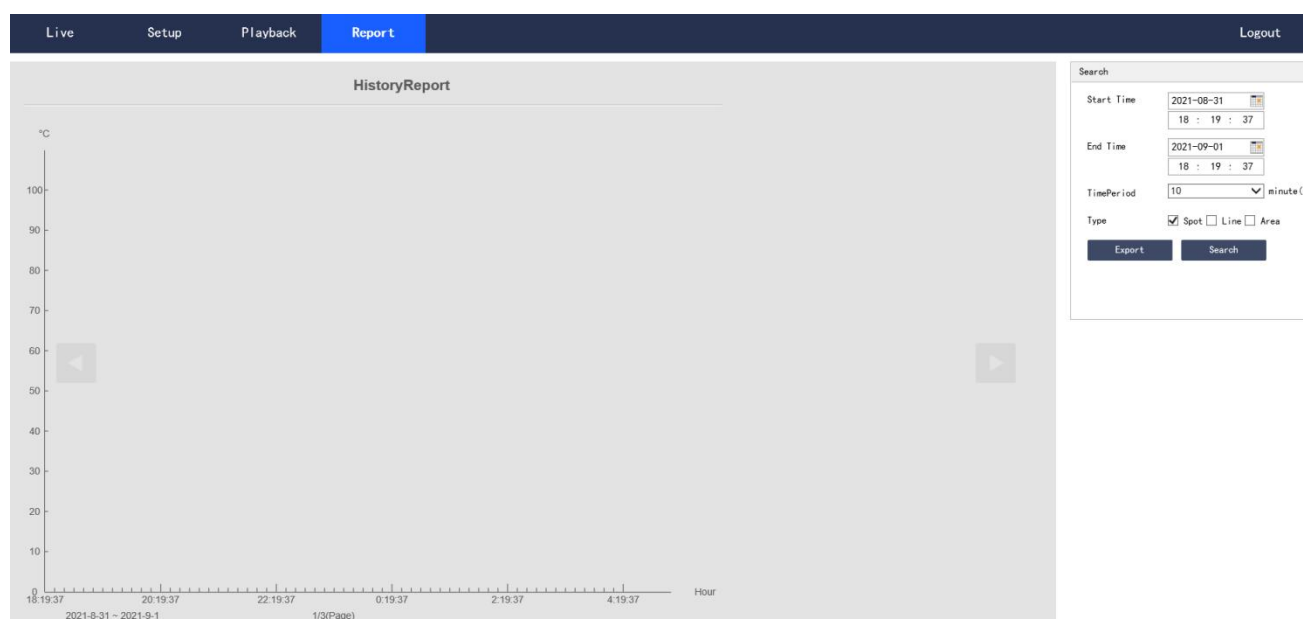 Live Setup Playback Report Logout
HistoryReport
°C
100
90
80
70
60
50
40
30
20
10
0
18:19:37 20:19:37 22:19:37 0:19:37 2:19:37 4:19:37 Hour
2021-8-31 ~ 2021-9-1 1/3(Page)
Search
Start Time 2021-08-31
18 : 19 : 37
End Time 2021-09-01
18 : 19 : 37
TimePeriod 10 minute(
Type Spot Line Area
Export Search